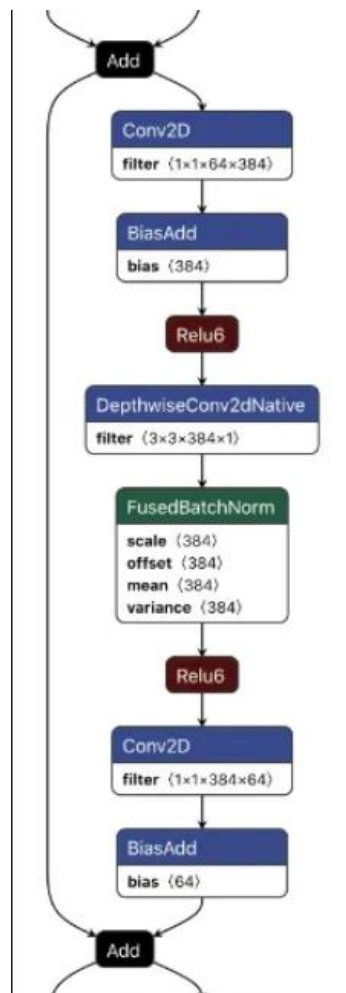 Add
Conv2D
filter ⟨1×1×64×384⟩
BiasAdd
bias ⟨384⟩
Relu6
DepthwiseConv2dNative
filter ⟨3×3×384×1⟩
FusedBatchNorm
scale ⟨384⟩
offset ⟨384⟩
mean ⟨384⟩
variance ⟨384⟩
Relu6
Conv2D
filter ⟨1×1×384×64⟩
BiasAdd
bias ⟨64⟩
Add